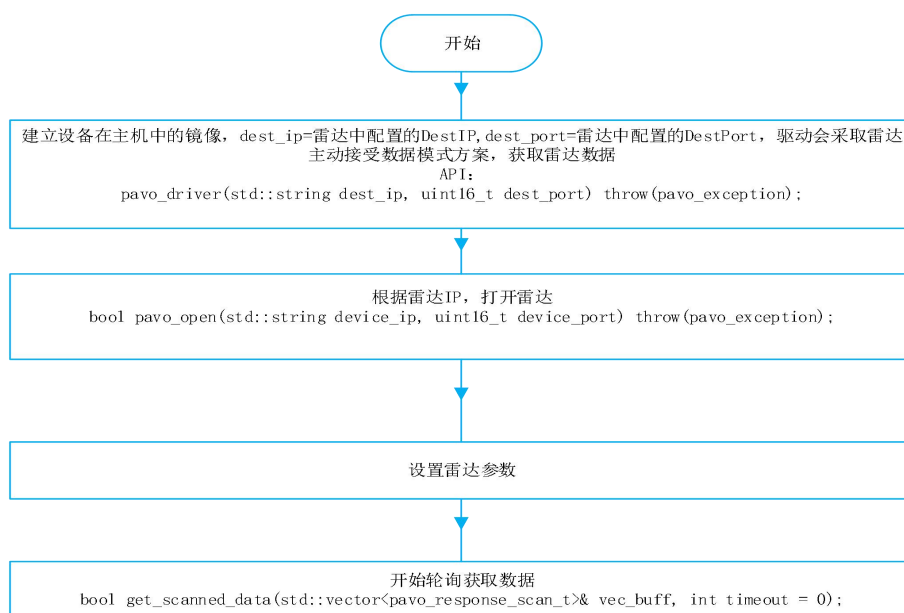 开始
建立设备在主机中的镜像，dest_ip=雷达中配置的DestIP,dest_port=雷达中配置的DestPort，驱动会采取雷达
主动接受数据模式方案，获取雷达数据
API：
pavo_driver(std::string dest_ip, uint16_t dest_port) throw(pavo_exception);
根据雷达IP，打开雷达
bool pavo_open(std::string device_ip, uint16_t device_port) throw(pavo_exception);
设置雷达参数
开始轮询获取数据
bool get_scanned_data(std::vector<pavo_response_scan_t>& vec_buff, int timeout = 0);